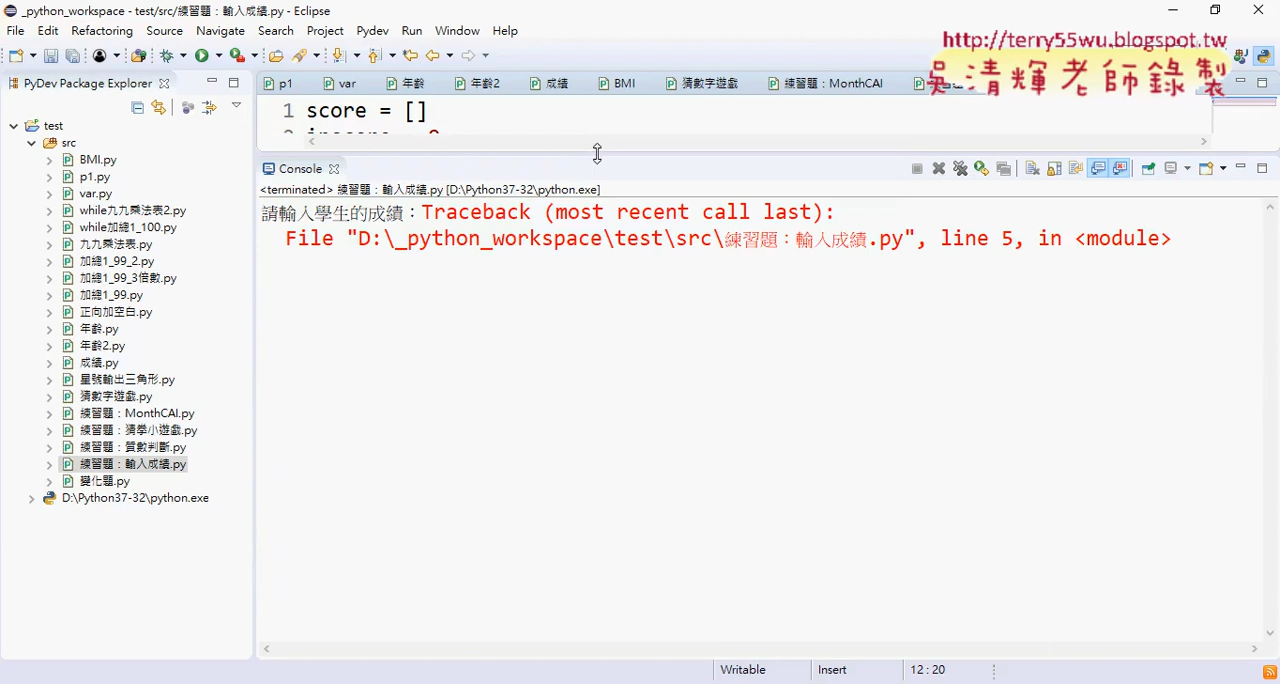 _python_workspace - test/src/練習題：輸入成績.py - Eclipse
File Edit Refactoring Source Navigate Search Project Pydev Run Window Help
http://terry55wu.blogspot.tw
吳清輝老師錄製
PyDev Package Explorer
p1 var 年齡 年齡2 成績 BMI 猜數字遊戲 練習題：MonthCAI
1 score = []
test
src
BMI.py
p1.py
var.py
while九九乘法表2.py
while加總1_100.py
九九乘法表.py
加總1_99_2.py
加總1_99_3倍數.py
加總1_99.py
正向加空白.py
年齡.py
年齡2.py
成績.py
星號輸出三角形.py
猜數字遊戲.py
練習題：MonthCAI.py
練習題：猜拳小遊戲.py
練習題：質數判斷.py
練習題：輸入成績.py
變化題.py
D:\Python37-32\python.exe
Console
<terminated> 練習題：輸入成績.py [D:\Python37-32\python.exe]
請輸入學生的成績：Traceback (most recent call last):
File "D:\_python_workspace\test\src\練習題：輸入成績.py", line 5, in <module>
Writable Insert 12 : 20